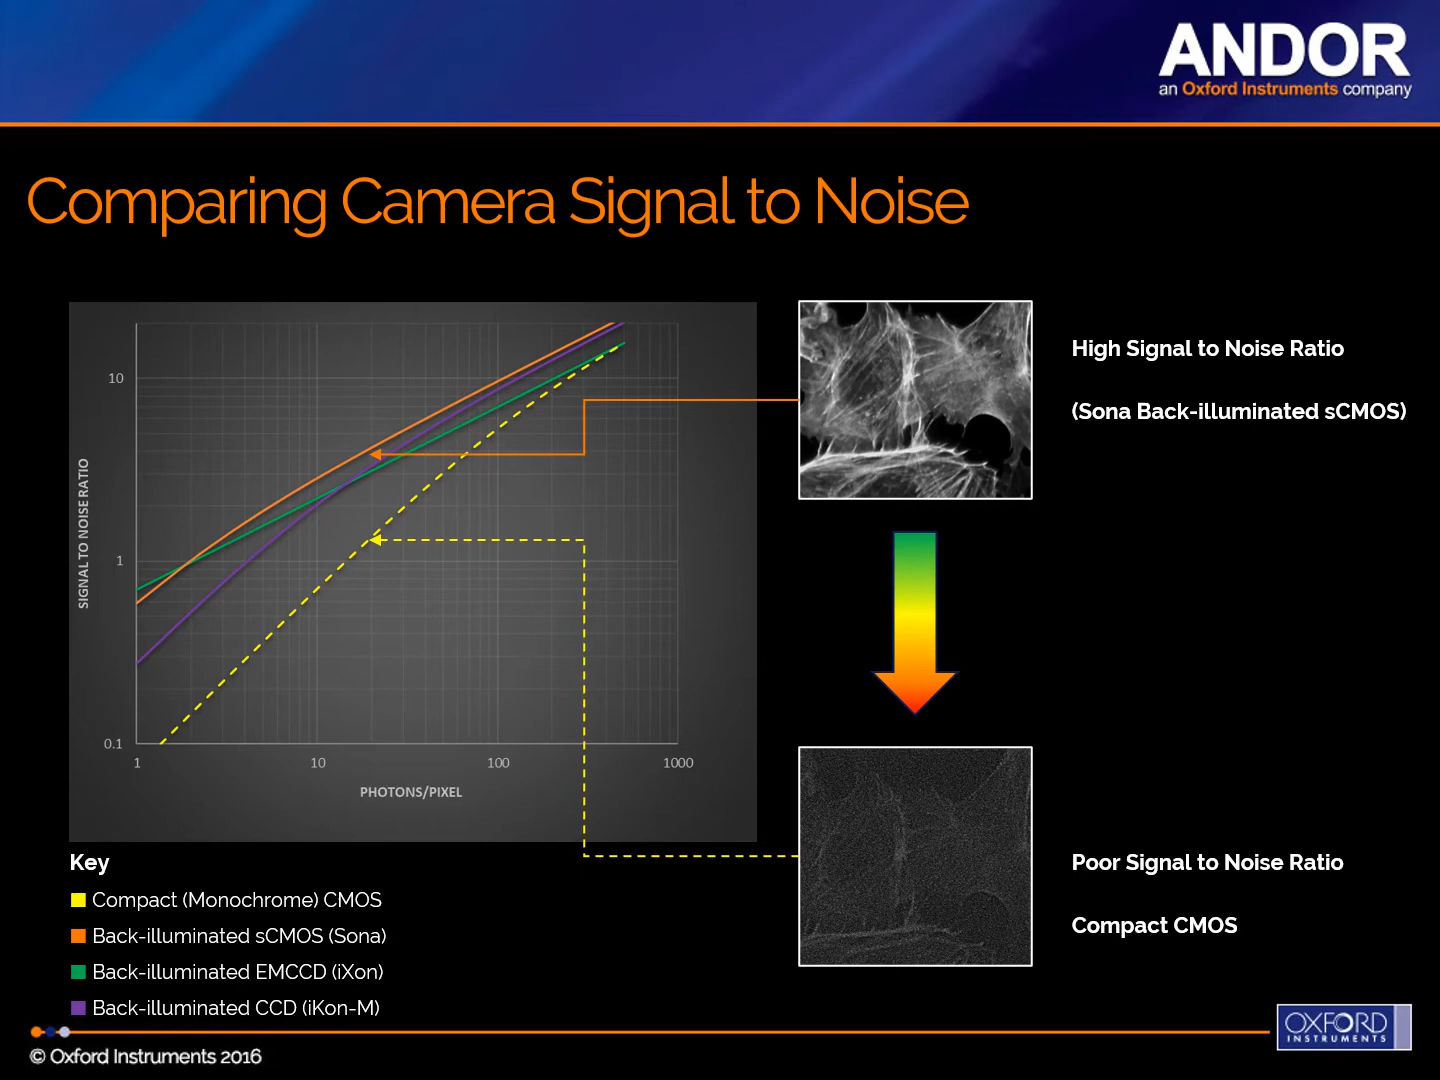 ANDOR
an Oxford Instruments company
Comparing Camera Signal to Noise
SIGNAL TO NOISE RATIO
10
1
0.1
1
10
100
1000
PHOTONS/PIXEL
High Signal to Noise Ratio
(Sona Back-illuminated sCMOS)
Poor Signal to Noise Ratio
Compact CMOS
Key
Compact (Monochrome) CMOS
Back-illuminated sCMOS (Sona)
Back-illuminated EMCCD (iXon)
Back-illuminated CCD (iKon-M)
© Oxford Instruments 2016
OXFORD
INSTRUMENTS